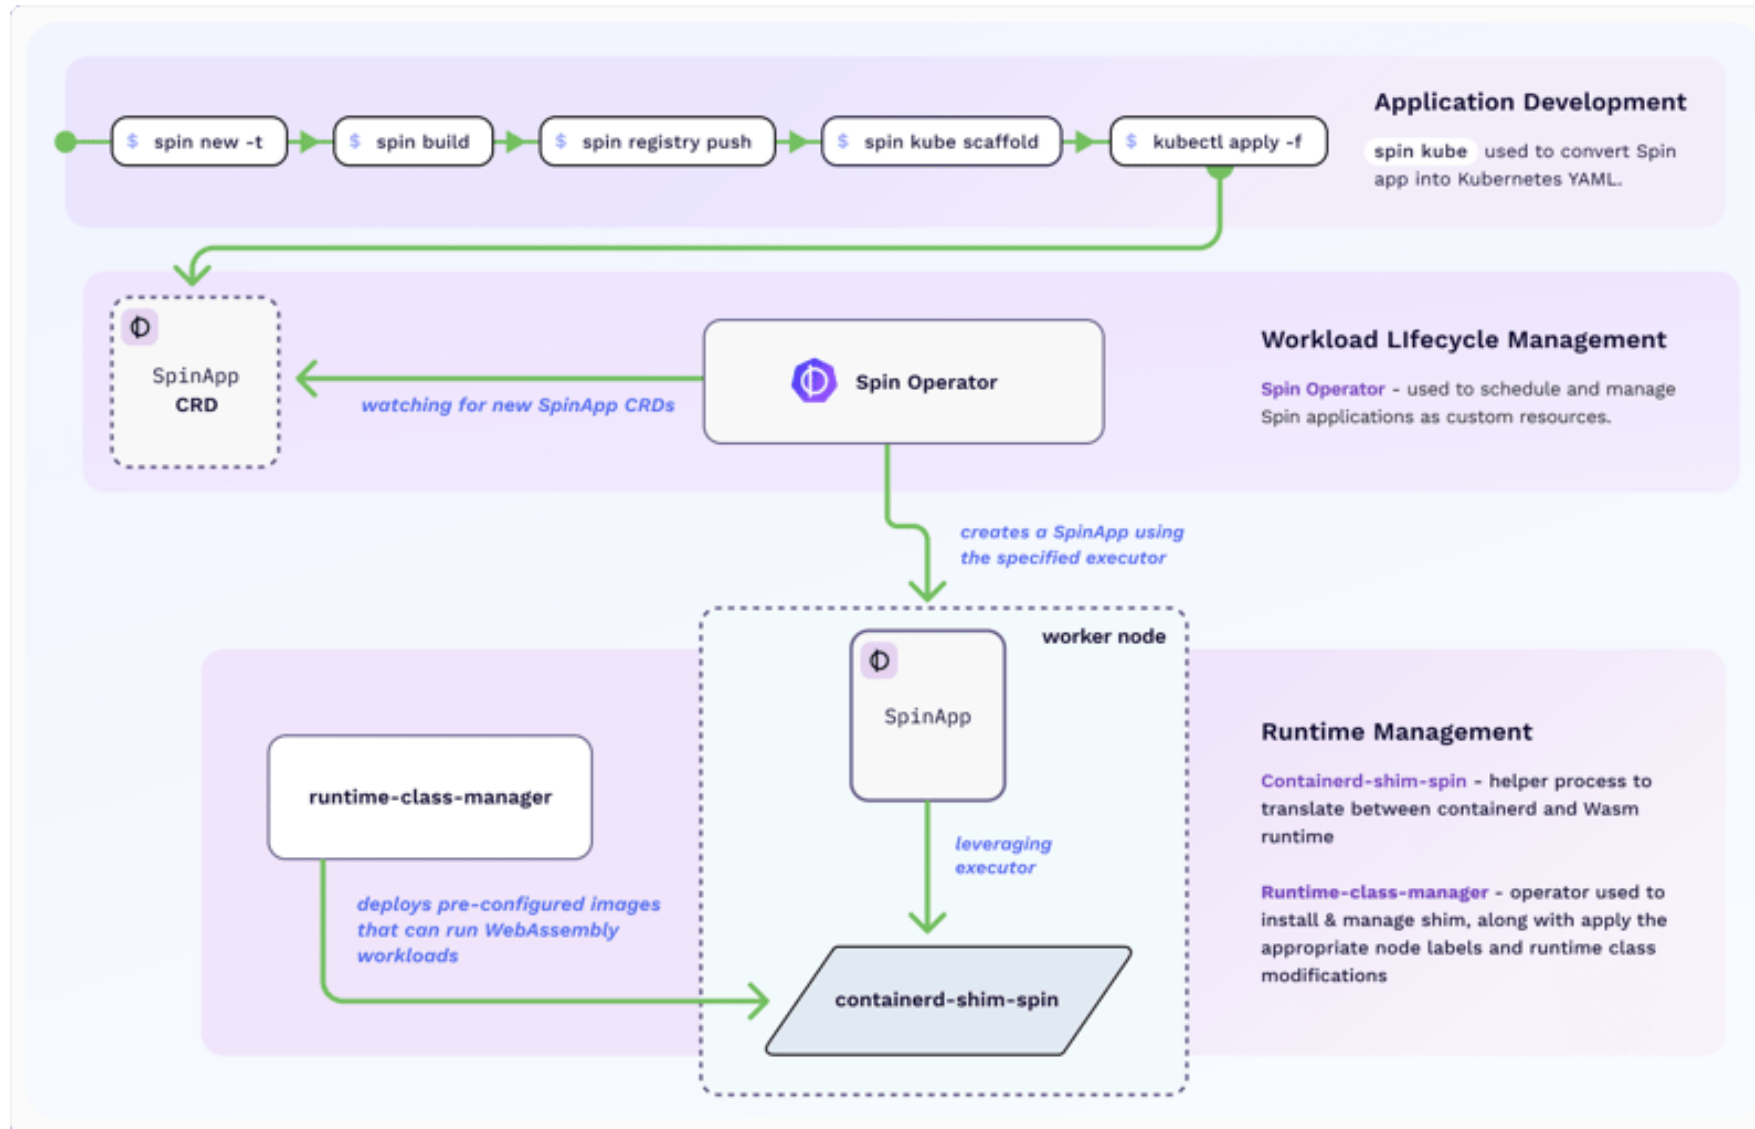 $ spin new -t
$ spin build
$ spin registry push
$ spin kube scaffold
$ kubectl apply -f
Application Development
spin kube used to convert Spin
app into Kubernetes YAML.
SpinApp
CRD
watching for new SpinApp CRDs
Spin Operator
Workload LIfecycle Management
Spin Operator - used to schedule and manage
Spin applications as custom resources.
creates a SpinApp using
the specified executor
worker node
SpinApp
runtime-class-manager
leveraging
executor
deploys pre-configured images
that can run WebAssembly
workloads
containerd-shim-spin
Runtime Management
Containerd-shim-spin - helper process to
translate between containerd and Wasm
runtime
Runtime-class-manager - operator used to
install & manage shim, along with apply the
appropriate node labels and runtime class
modifications